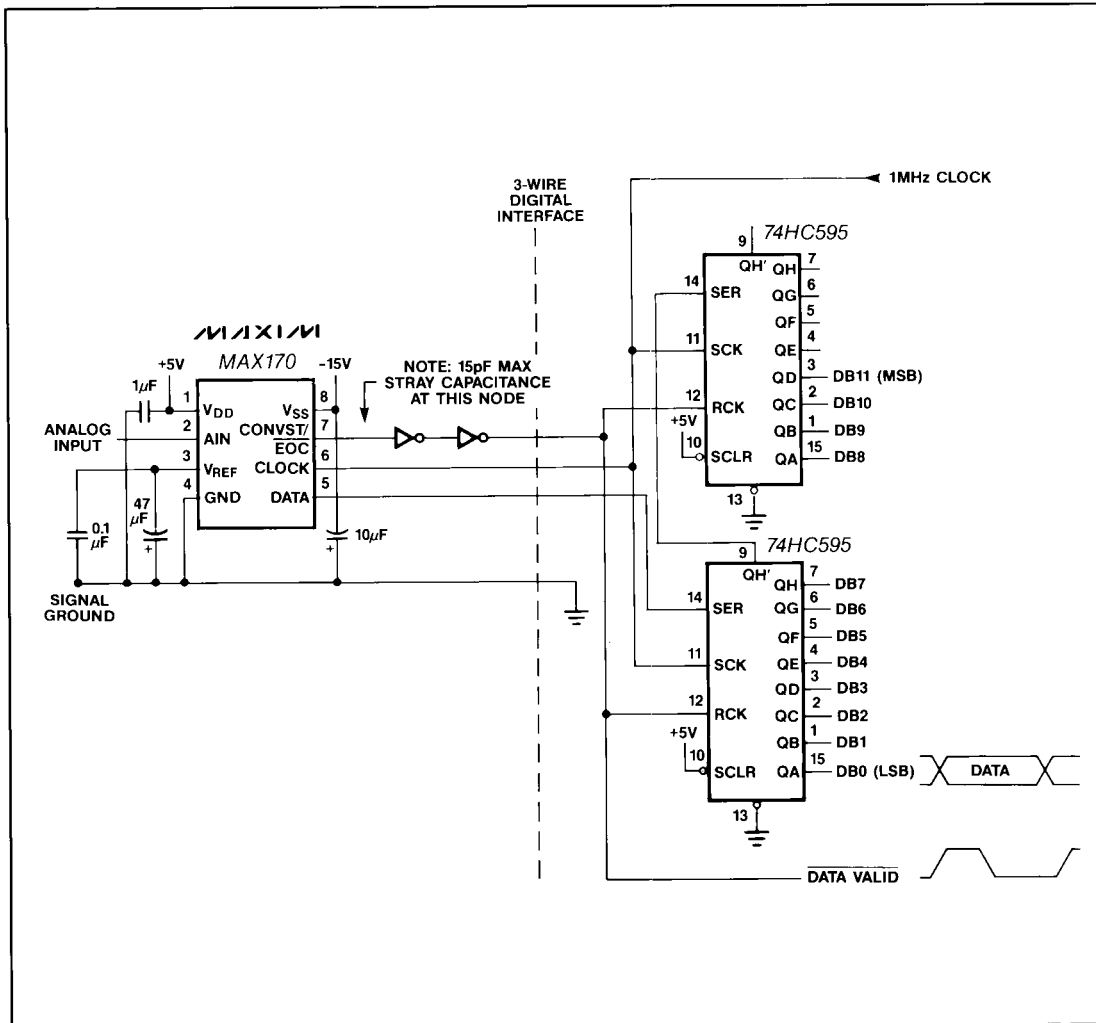 3-WIRE
DIGITAL
INTERFACE
1MHz CLOCK
74HC595
9
QH'
14 SER
11 SCK
12 RCK
+5V
10 SCLR
13
QH 7
QG 6
QF 5
QE 4
QD 3 DB11 (MSB)
QC 2 DB10
QB 1 DB9
QA 15 DB8
MAXIM
MAX170
+5V
-15V
1µF
1 VDD
2 AIN
3 VREF
4 GND
VSS 8
CONVST/ 7
EOC
CLOCK 6
DATA 5
ANALOG
INPUT
NOTE: 15pF MAX
STRAY CAPACITANCE
AT THIS NODE
0.1
µF
47
µF
+
10µF
+
SIGNAL
GROUND
74HC595
9
QH'
14 SER
11 SCK
12 RCK
+5V
10 SCLR
13
QH 7 DB7
QG 6 DB6
QF 5 DB5
QE 4 DB4
QD 3 DB3
QC 2 DB2
QB 1 DB1
QA 15 DB0 (LSB)
DATA
DATA VALID